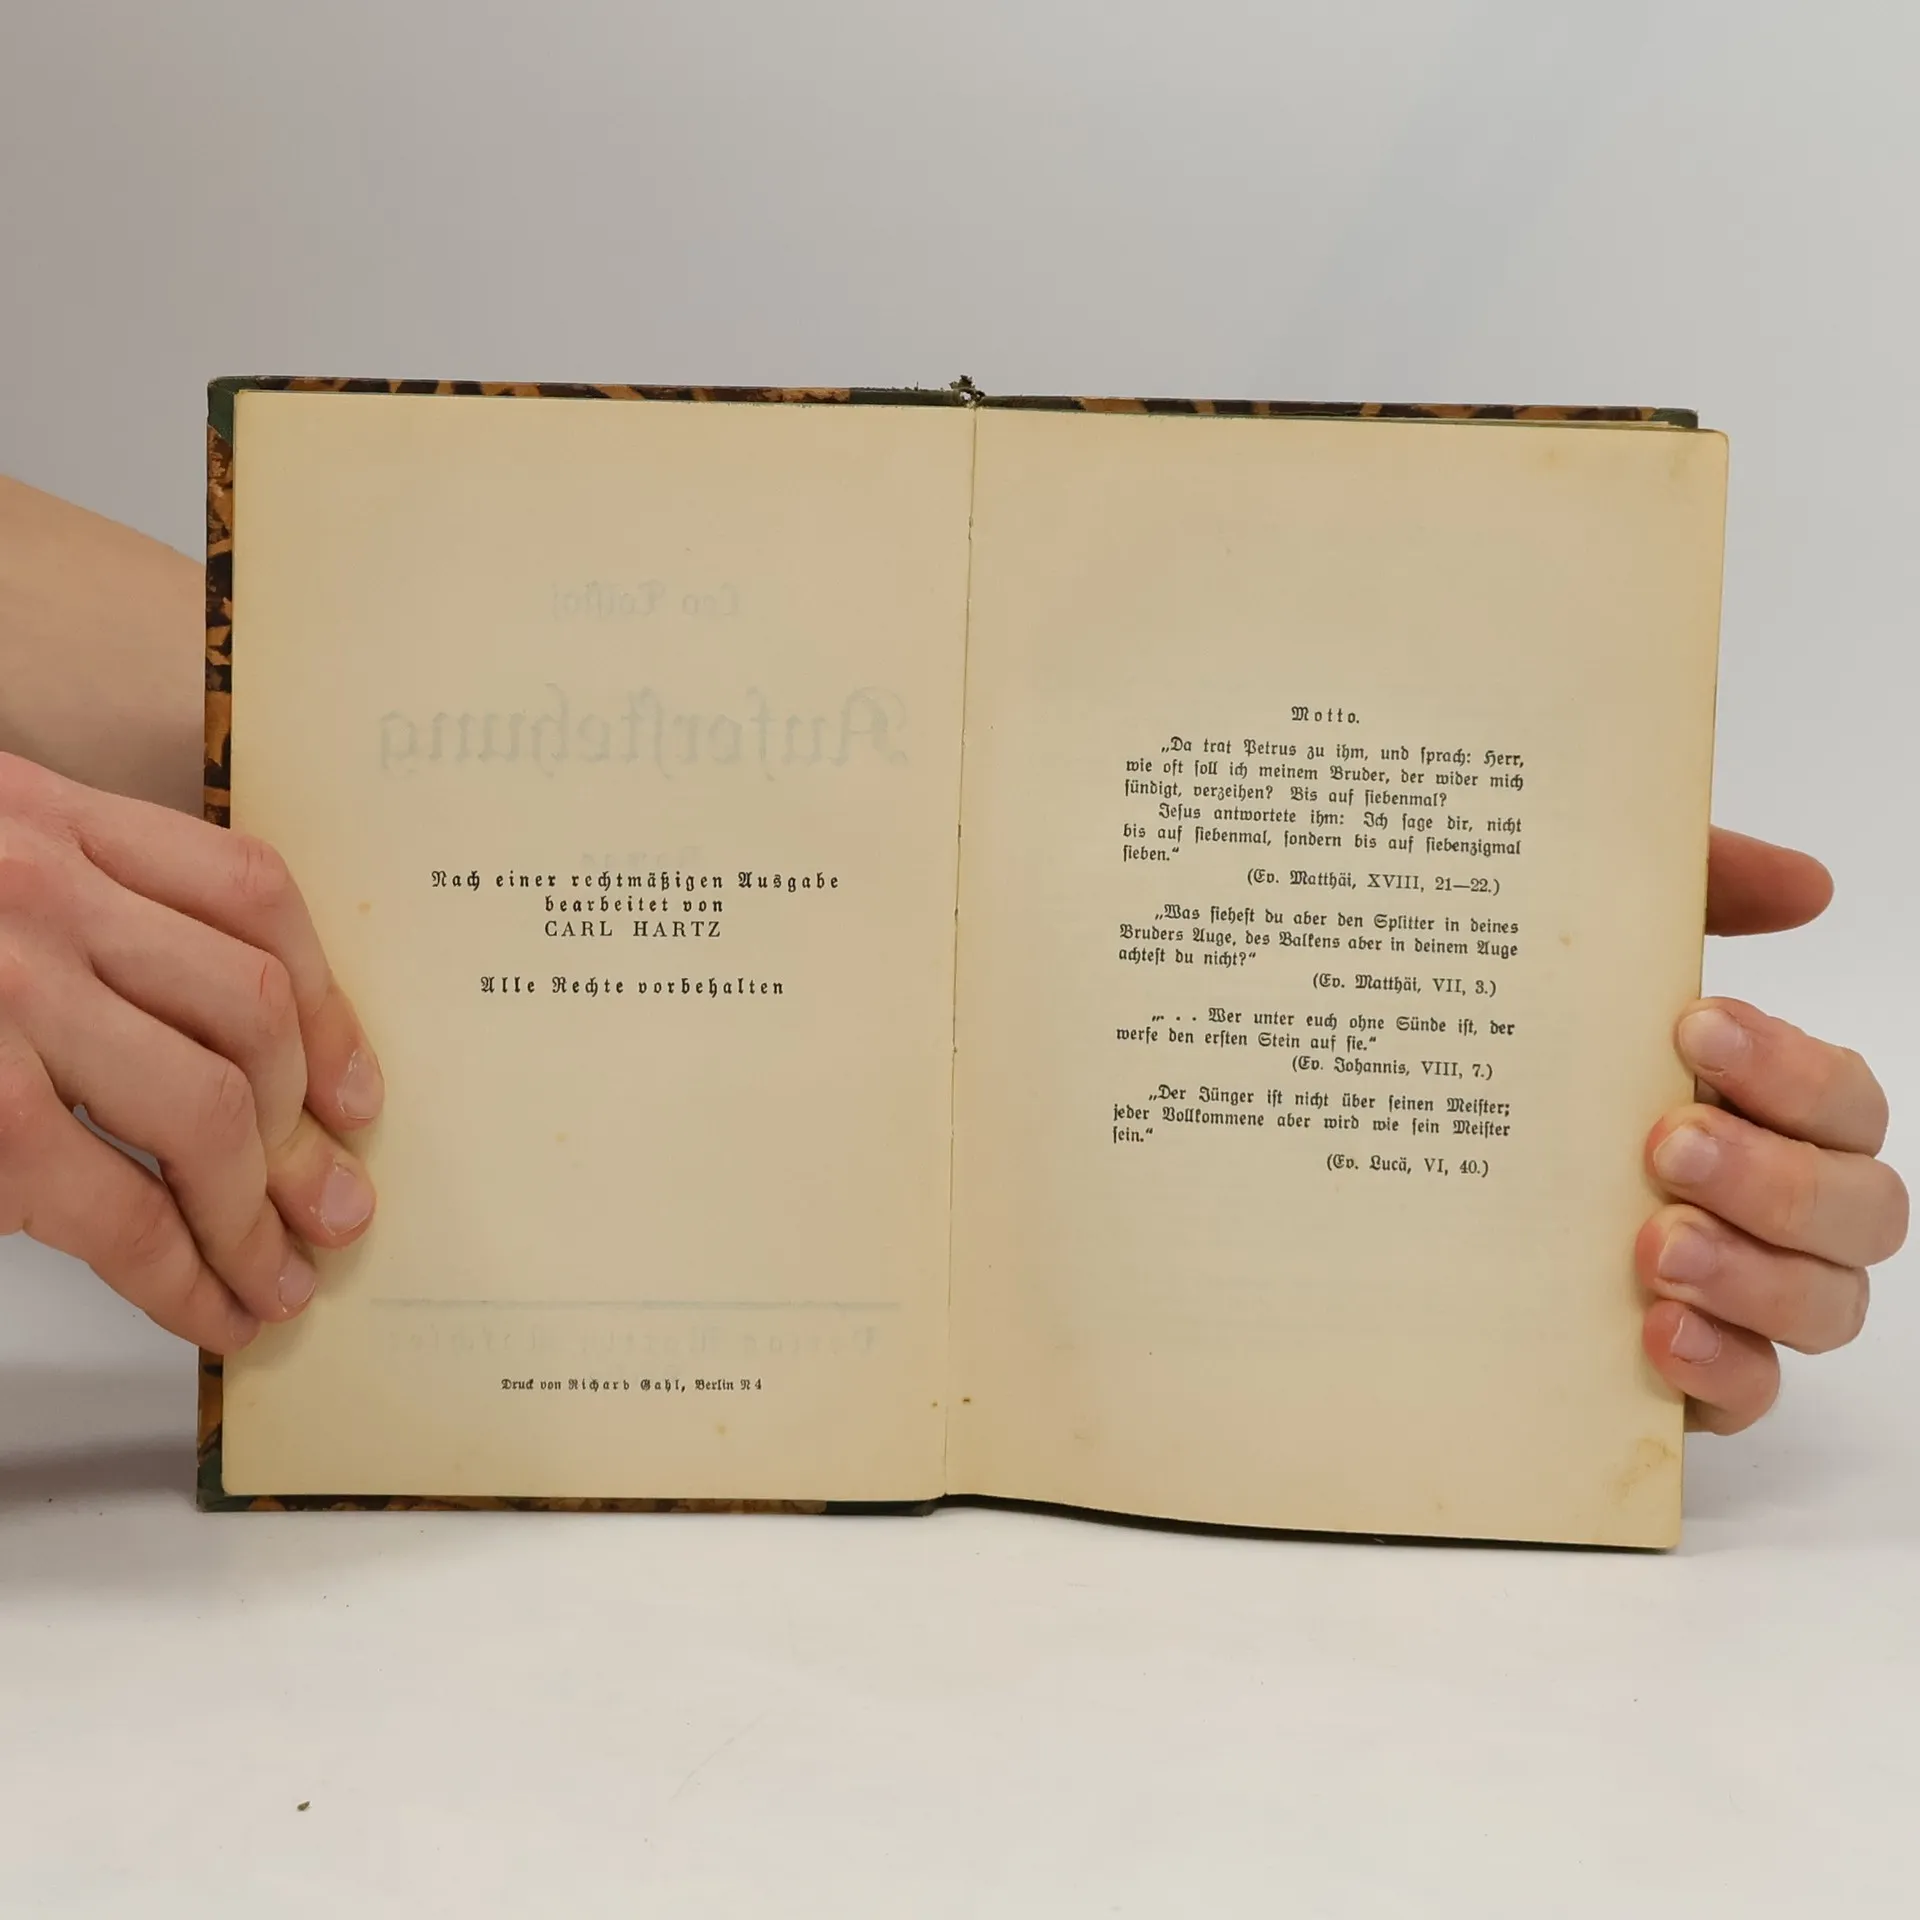 Leo Tolstoj
Auferstehung
Nach einer rechtmäßigen Ausgabe
bearbeitet von
CARL HARTZ
Alle Rechte vorbehalten
Druck von Richard Gahl, Berlin N 4
Motto.
„Da trat Petrus zu ihm, und sprach: Herr,
wie oft soll ich meinem Bruder, der wider mich
sündigt, verzeihen? Bis auf siebenmal?
Jesus antwortete ihm: Ich sage dir, nicht
bis auf siebenmal, sondern bis auf siebenzigmal
sieben.“
(Ev. Matthäi, XVIII, 21—22.)
„Was siehest du aber den Splitter in deines
Bruders Auge, des Balkens aber in deinem Auge
achtest du nicht?“
(Ev. Matthäi, VII, 3.)
„. . . Wer unter euch ohne Sünde ist, der
werfe den ersten Stein auf sie.“
(Ev. Johannis, VIII, 7.)
„Der Jünger ist nicht über seinen Meister;
jeder Vollkommene aber wird wie sein Meister
sein.“
(Ev. Lucä, VI, 40.)